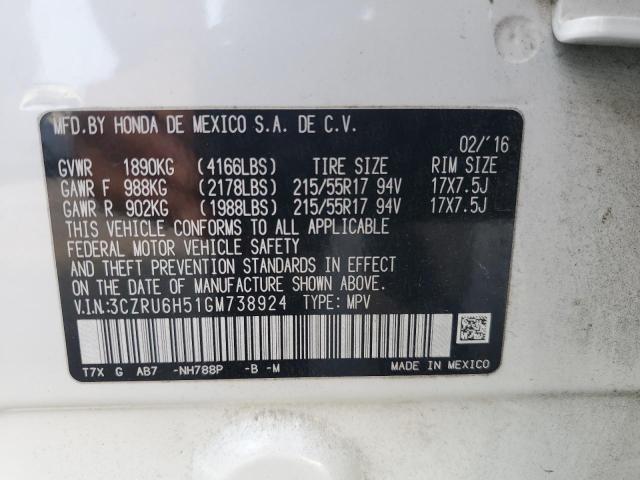 MFD.BY HONDA DE MEXICO S.A. DE C.V.
02/'16
GVWR 1890KG (4166LBS) TIRE SIZE RIM SIZE
GAWR F 988KG (2178LBS) 215/55R17 94V 17X7.5J
GAWR R 902KG (1988LBS) 215/55R17 94V 17X7.5J
THIS VEHICLE CONFORMS TO ALL APPLICABLE
FEDERAL MOTOR VEHICLE SAFETY
AND THEFT PREVENTION STANDARDS IN EFFECT
ON THE DATE OF MANUFACTURE SHOWN ABOVE.
V.I.N.:3CZRU6H51GM738924 TYPE: MPV
T7X G AB7 -NH788P -B -M MADE IN MEXICO